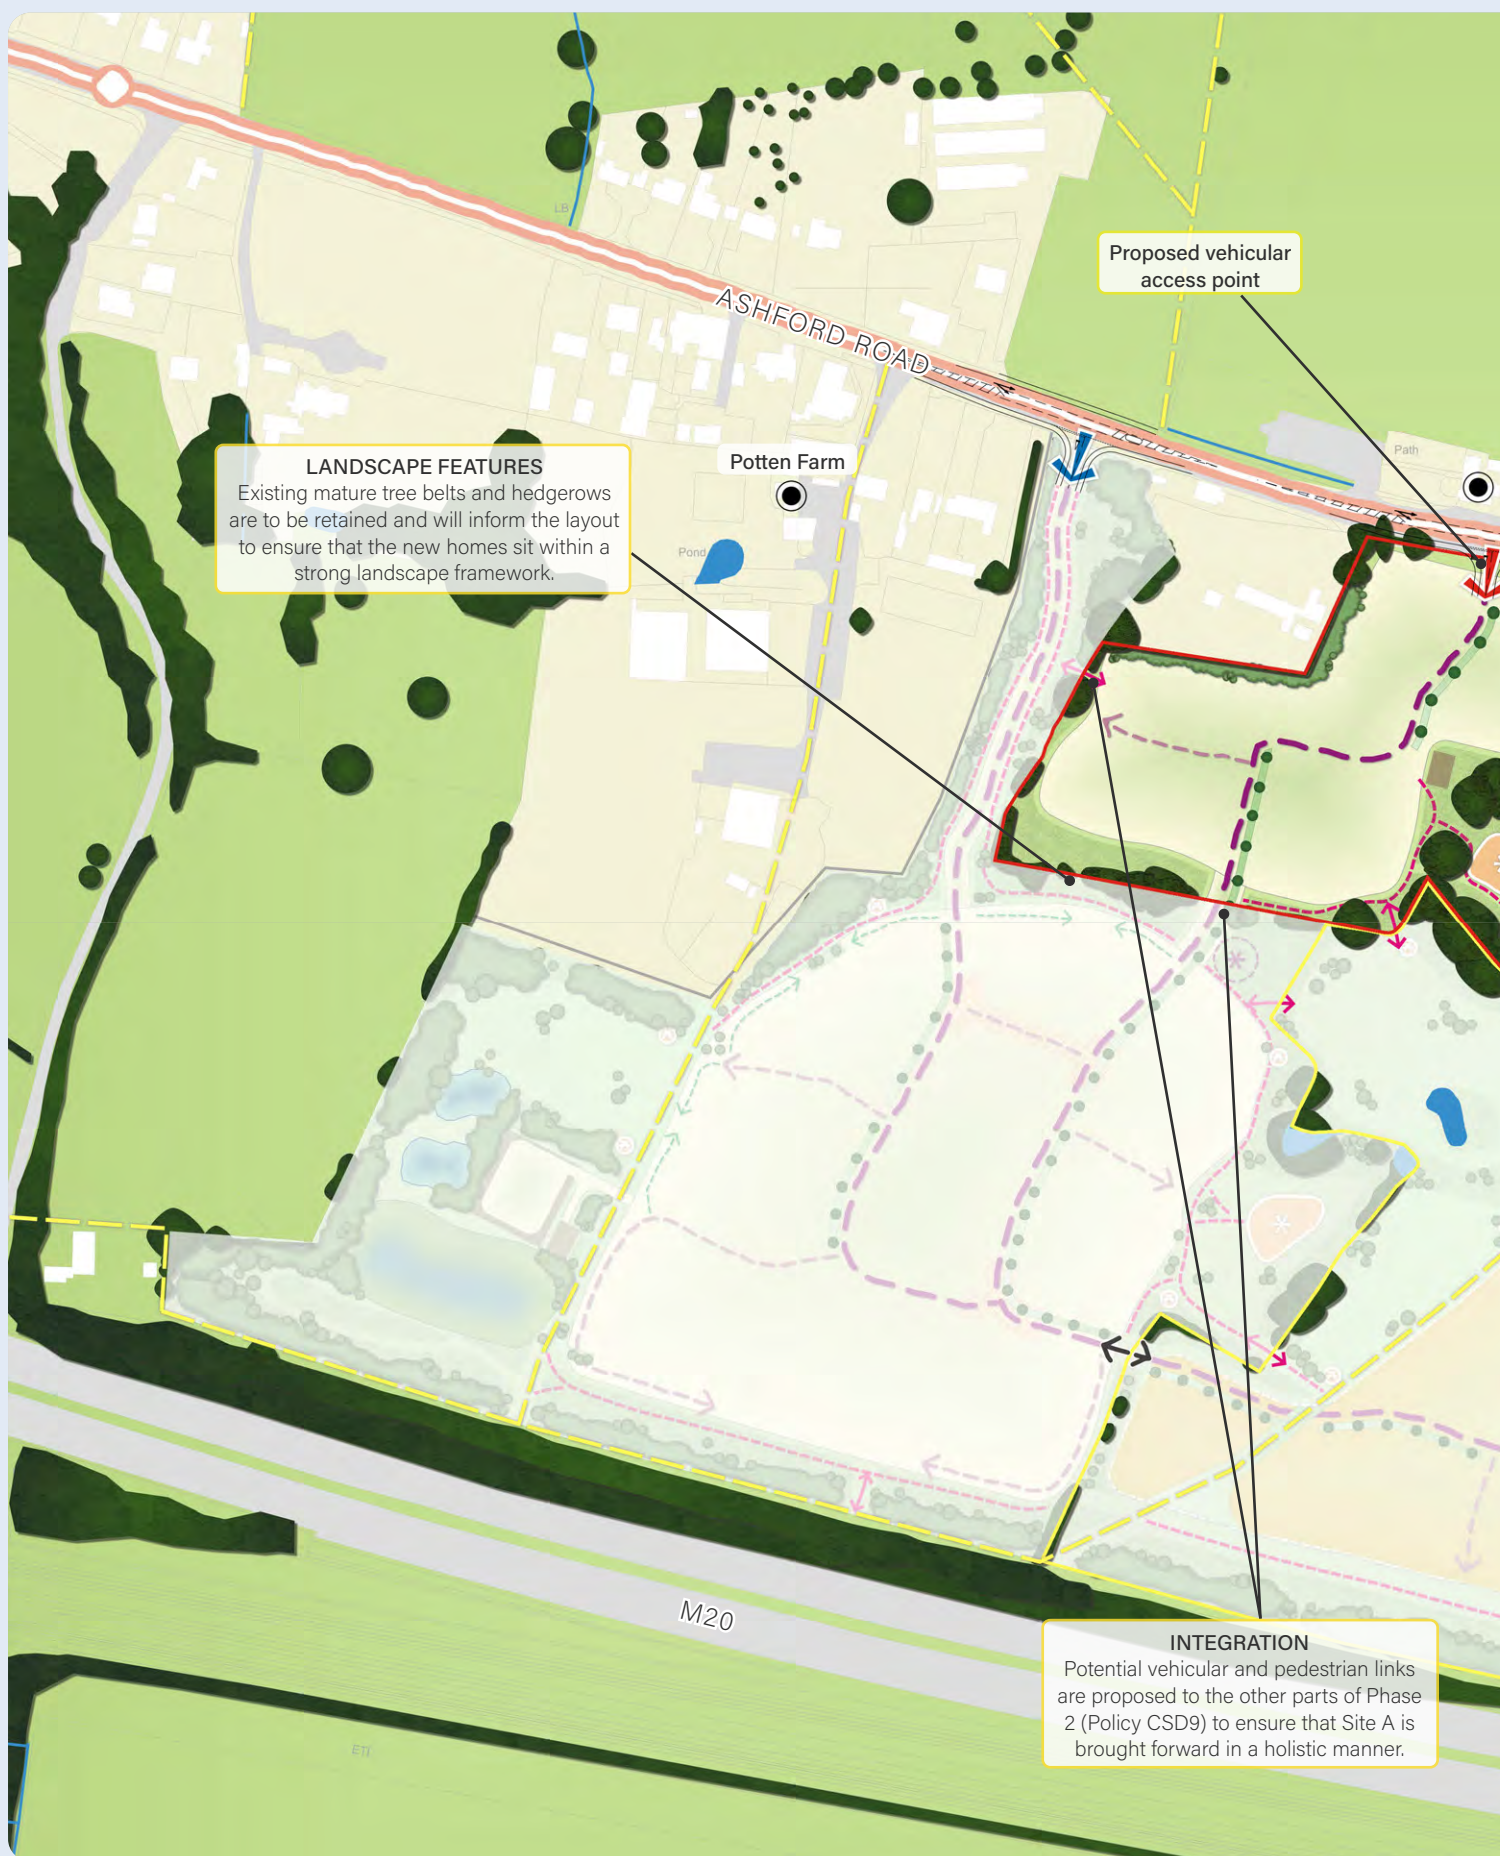 LB
Proposed vehicular
access point
ASHFORD ROAD
Path
Potten Farm
LANDSCAPE FEATURES
Existing mature tree belts and hedgerows
are to be retained and will inform the layout
to ensure that the new homes sit within a
strong landscape framework.
Pond
M20
INTEGRATION
Potential vehicular and pedestrian links
are proposed to the other parts of Phase
2 (Policy CSD9) to ensure that Site A is
brought forward in a holistic manner.